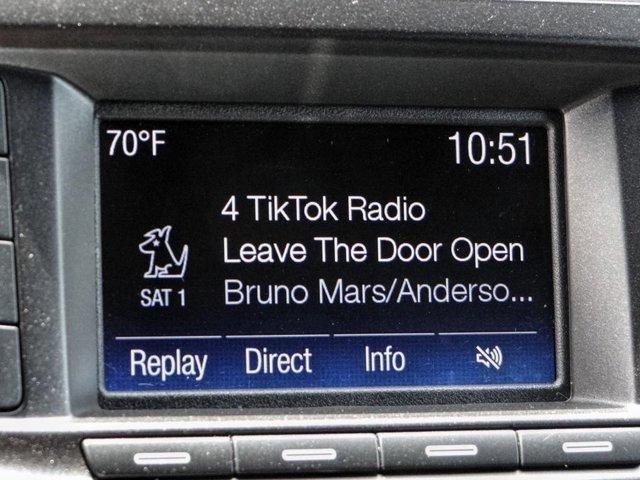 70°F
10:51
4 TikTok Radio
Leave The Door Open
SAT 1
Bruno Mars/Anderso...
Replay
Direct
Info